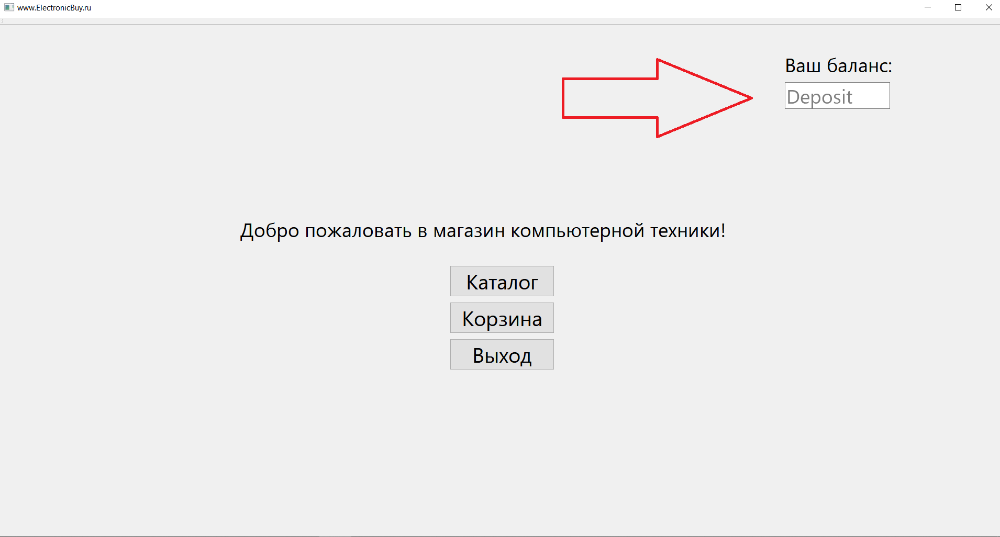 www.ElectronicBuy.ru
Ваш баланс:
Deposit
Добро пожаловать в магазин компьютерной техники!
Каталог
Корзина
Выход